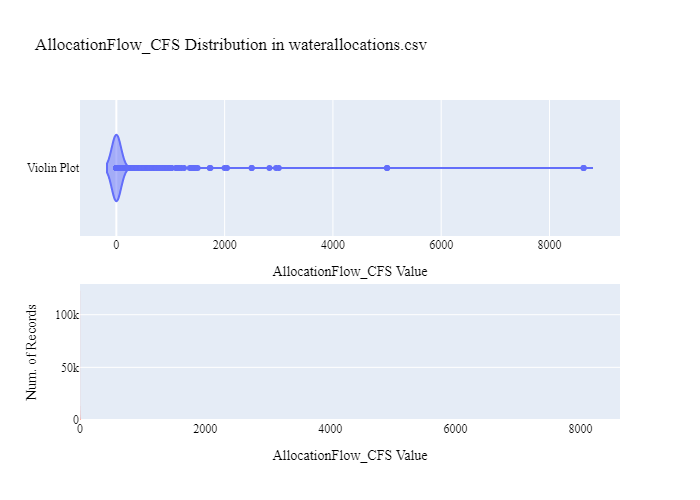 AllocationFlow_CFS Distribution in waterallocations.csv
Violin Plot
0 2000 4000 6000 8000
AllocationFlow_CFS Value
Num. of Records
100k
50k
0
0 2000 4000 6000 8000
AllocationFlow_CFS Value